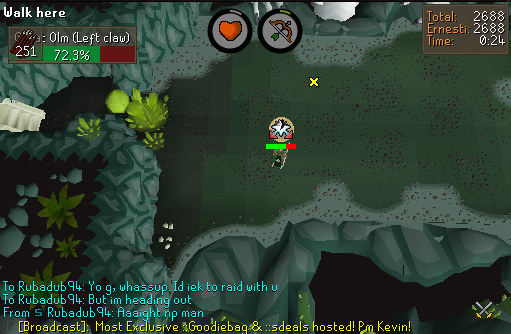 Walk here
: Olm (Left claw)
251
72.3%
Total: 2688
Ernesti: 2688
Time: 0:24
To Rubadub94: Yo g, whassup. Id iek to raid with u
To Rubadub94: But im heading out
From S Rubadub94: Aaaight np man
[Broadcast]: Most Exclusive %Goodiebag & ::sdeals hosted! Pm Kevin!